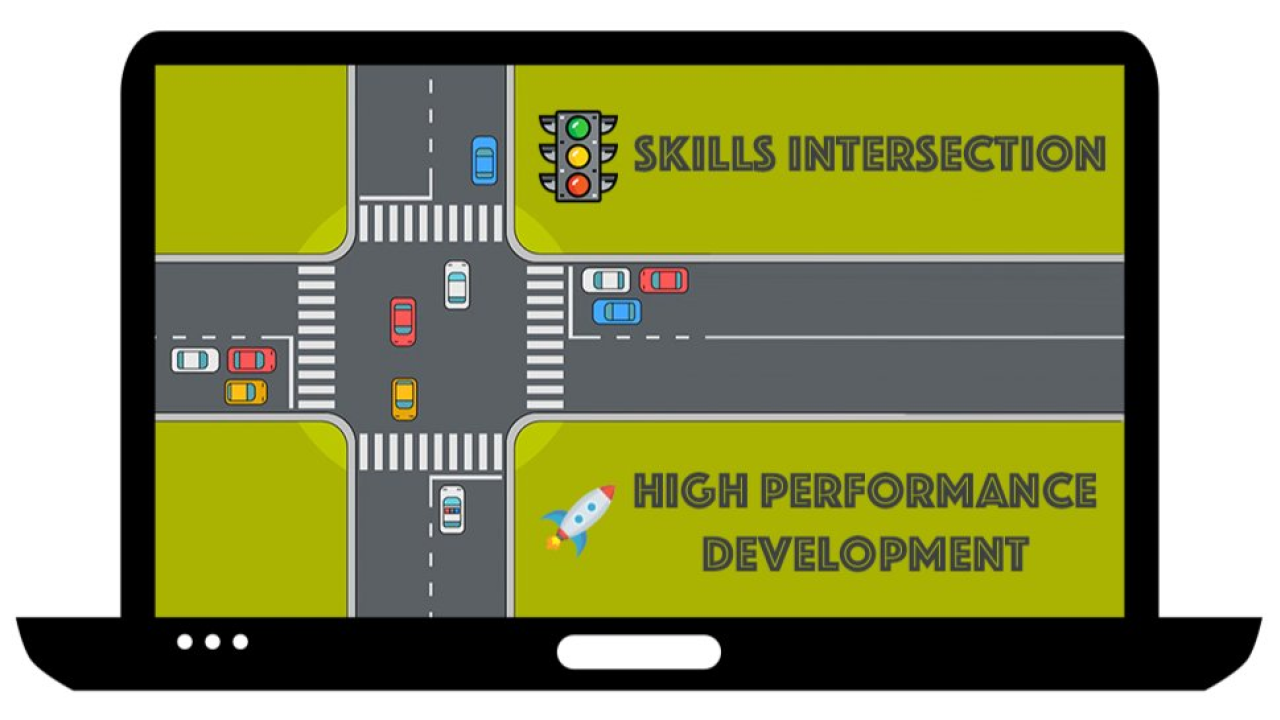 SKILLS INTERSECTION
HIGH PERFORMANCE
DEVELOPMENT